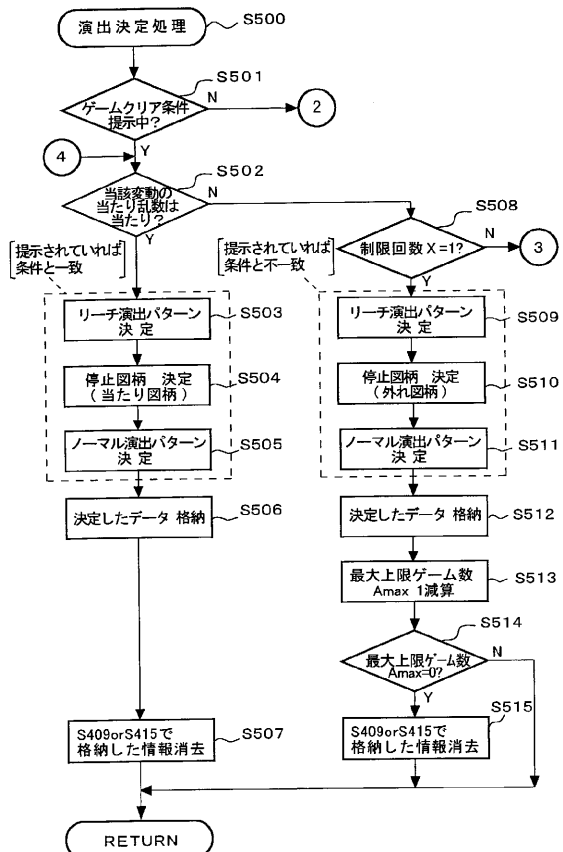 演出決定処理
S500
S501
ゲームクリア条件
提示中?
N
2
Y
4
S502
当該変動の
当たり乱数は
当たり?
N
Y
S508
制限回数X=1?
N
3
Y
提示されていれば
条件と一致
リーチ演出パターン
決 定
S503
停止図柄 決定
(当たり図柄)
S504
ノーマル演出パターン
決 定
S505
決定したデータ 格納
S506
S409orS415で
格納した情報消去
S507
提示されていれば
条件と不一致
リーチ演出パターン
決 定
S509
停止図柄 決定
(外れ図柄)
S510
ノーマル演出パターン
決 定
S511
決定したデータ 格納
S512
最大上限ゲーム数
Amax 1減算
S513
S514
最大上限ゲーム数
Amax=0?
N
Y
S515
S409orS415で
格納した情報消去
RETURN